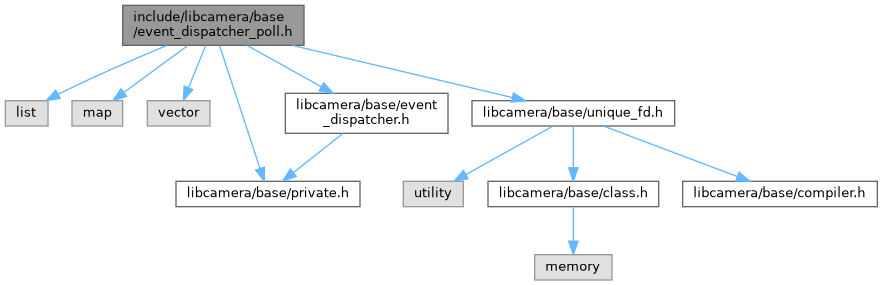 include/libcamera/base
/event_dispatcher_poll.h
list
map
vector
libcamera/base/event
_dispatcher.h
libcamera/base/unique_fd.h
libcamera/base/private.h
utility
libcamera/base/class.h
libcamera/base/compiler.h
memory